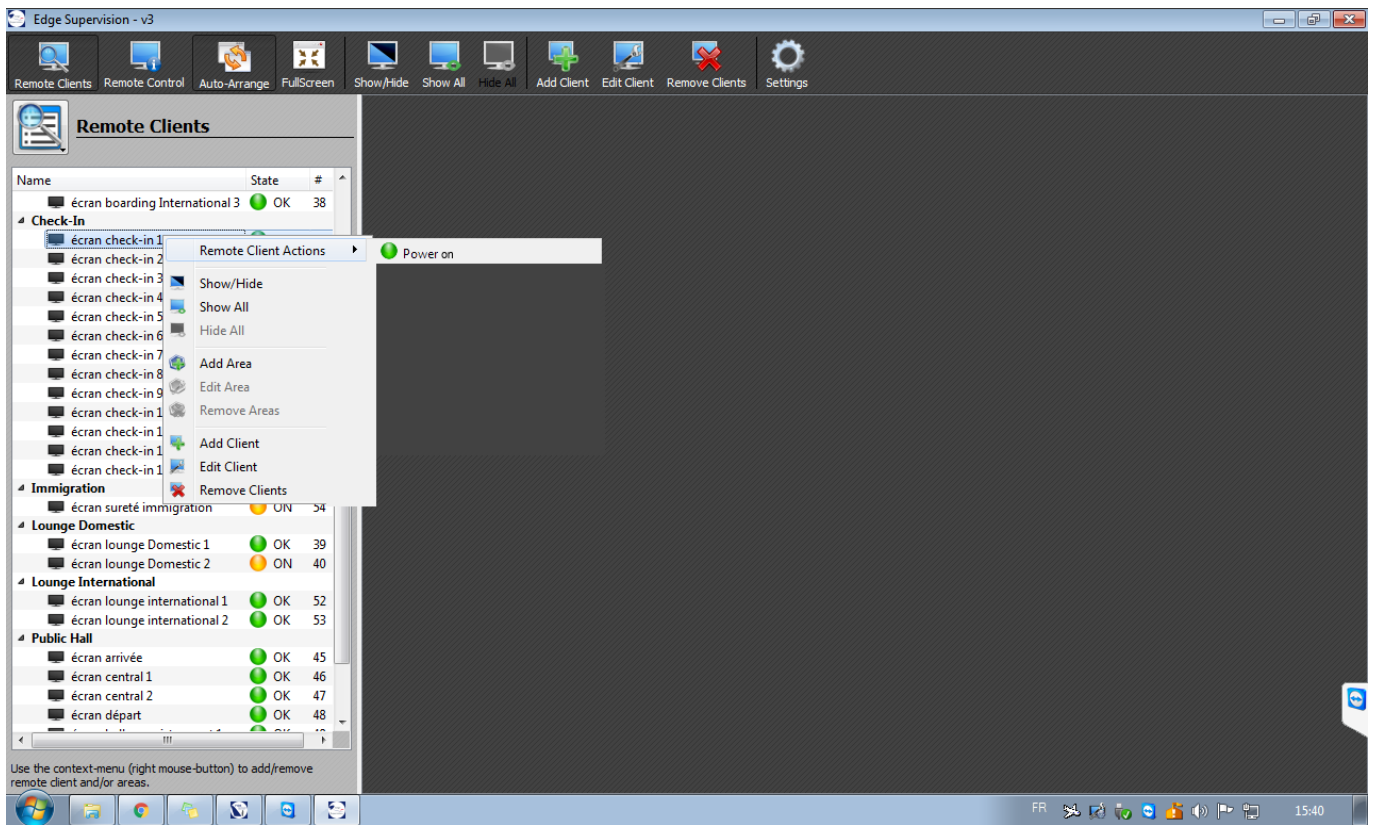 Edge Supervision - v3
Remote Clients Remote Control Auto-Arrange FullScreen Show/Hide Show All Hide All Add Client Edit Client Remove Clients Settings
Remote Clients
Name State #
écran boarding International 3 OK 38
Check-In
écran check-in 1
écran check-in 2
écran check-in 3
écran check-in 4
écran check-in 5
écran check-in 6
écran check-in 7
écran check-in 8
écran check-in 9
écran check-in 1
écran check-in 1
écran check-in 1
écran check-in 1
Remote Client Actions
Power on
Show/Hide
Show All
Hide All
Add Area
Edit Area
Remove Areas
Add Client
Edit Client
Remove Clients
Immigration
écran sureté immigration ON 54
Lounge Domestic
écran lounge Domestic 1 OK 39
écran lounge Domestic 2 ON 40
Lounge International
écran lounge international 1 OK 52
écran lounge international 2 OK 53
Public Hall
écran arrivée OK 45
écran central 1 OK 46
écran central 2 OK 47
écran départ OK 48
Use the context-menu (right mouse-button) to add/remove
remote client and/or areas.
FR 15:40